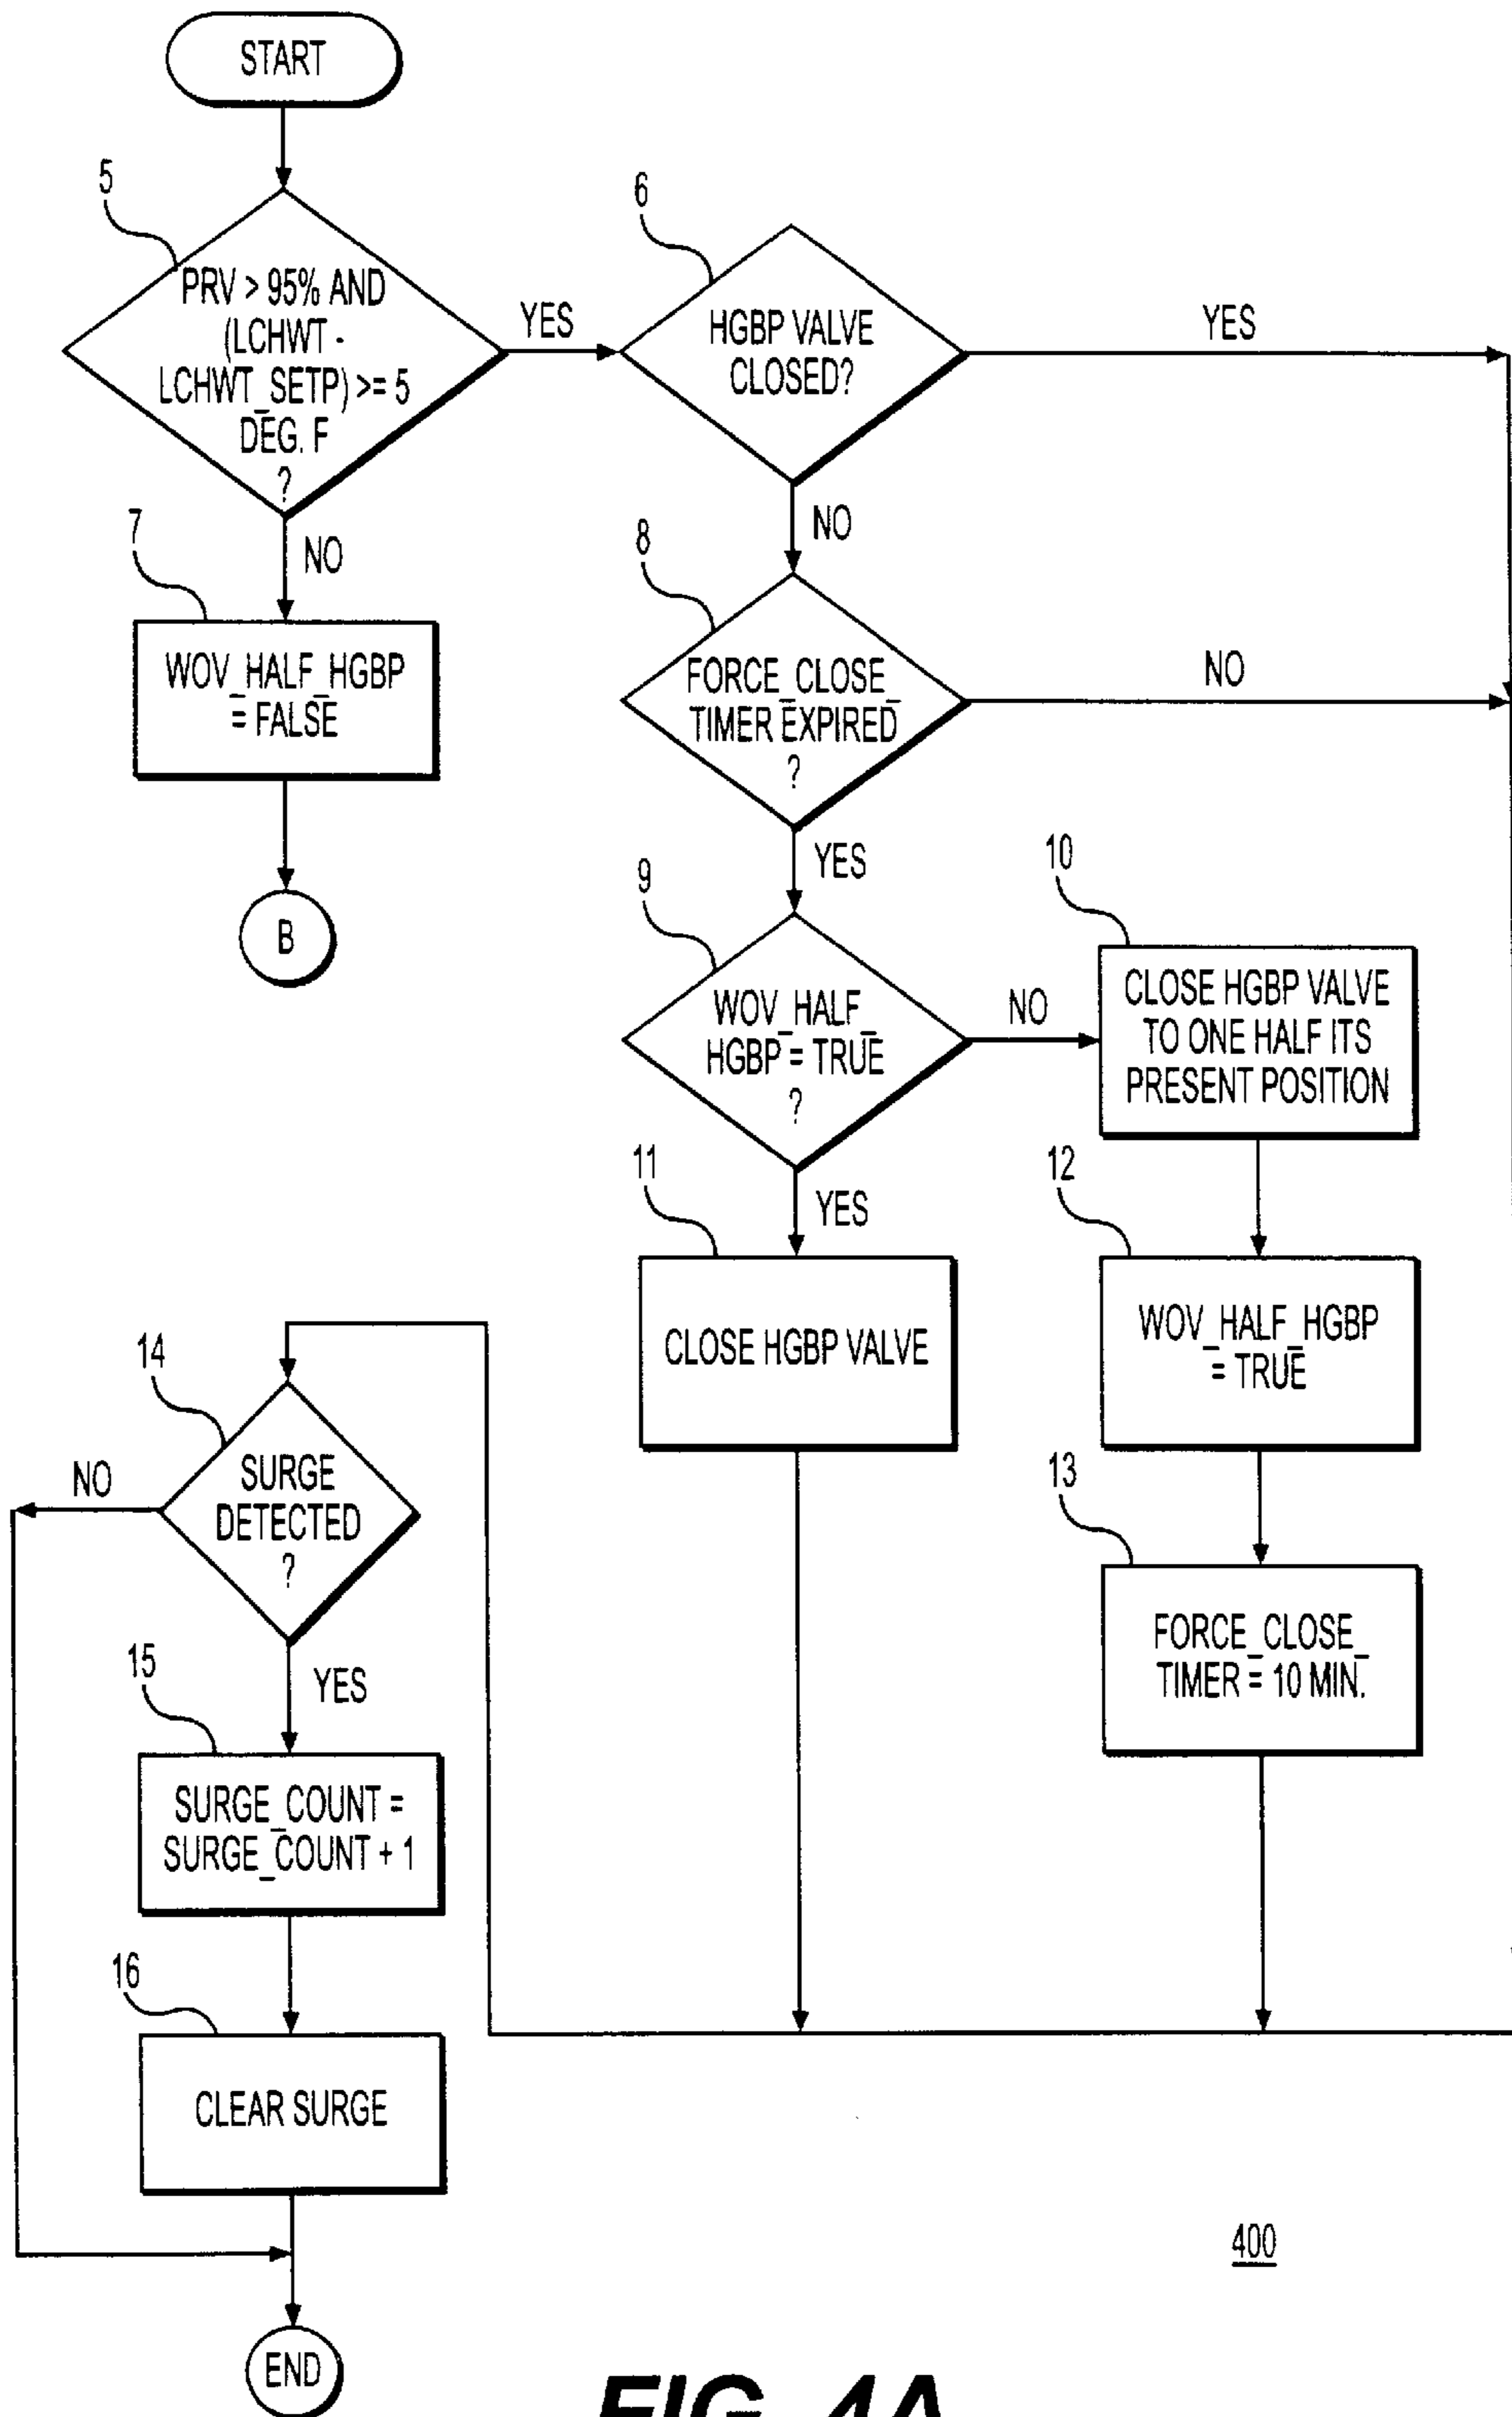 START
5
PRV > 95% AND
(LCHWT -
LCHWT_SETP) >= 5
DEG. F
?
YES
6
HGBP VALVE
CLOSED?
YES
NO
7
WOV_HALF_HGBP
= FALSE
B
NO
8
FORCE_CLOSE_
TIMER EXPIRED
?
NO
YES
9
WOV_HALF_
HGBP = TRUE
?
NO
10
CLOSE HGBP VALVE
TO ONE HALF ITS
PRESENT POSITION
YES
11
CLOSE HGBP VALVE
12
WOV_HALF_HGBP
= TRUE
13
FORCE_CLOSE_
TIMER = 10 MIN.
14
SURGE
DETECTED
?
NO
YES
15
SURGE_COUNT =
SURGE_COUNT + 1
16
CLEAR SURGE
END
400
FIG. 4A